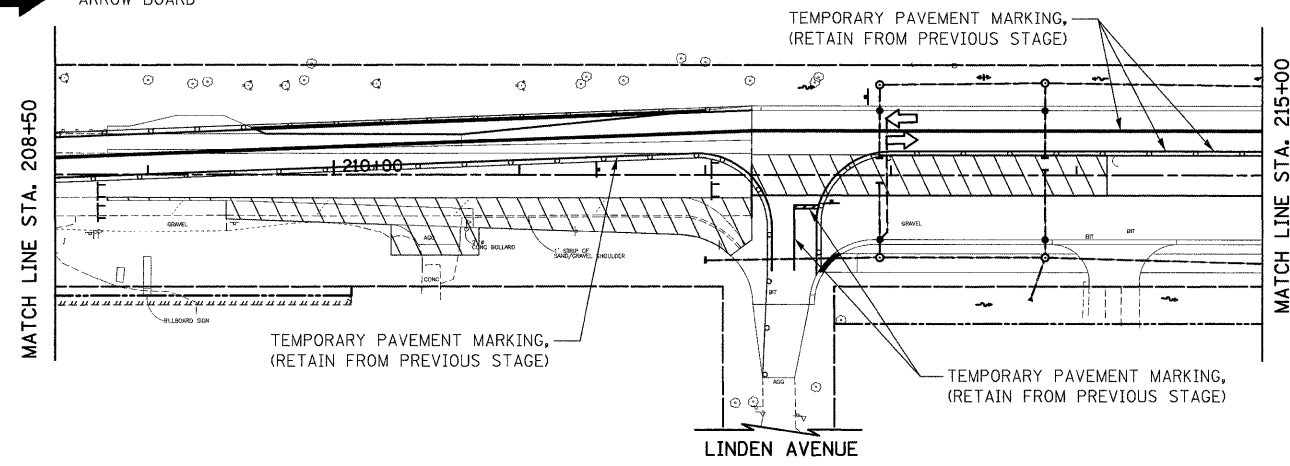 ARROW BOARD
TEMPORARY PAVEMENT MARKING,
(RETAIN FROM PREVIOUS STAGE)
MATCH LINE STA. 208+50
MATCH LINE STA. 215+00
210+00
GRAVEL
GRAVEL
AGG
CONC BOLLARD
1' STRIP OF
SAND/GRAVEL SHOULDER
BIT
BIT
CONC
BIT
BILLBOARD SIGN
TEMPORARY PAVEMENT MARKING,
(RETAIN FROM PREVIOUS STAGE)
TEMPORARY PAVEMENT MARKING,
(RETAIN FROM PREVIOUS STAGE)
AGG
LINDEN AVENUE